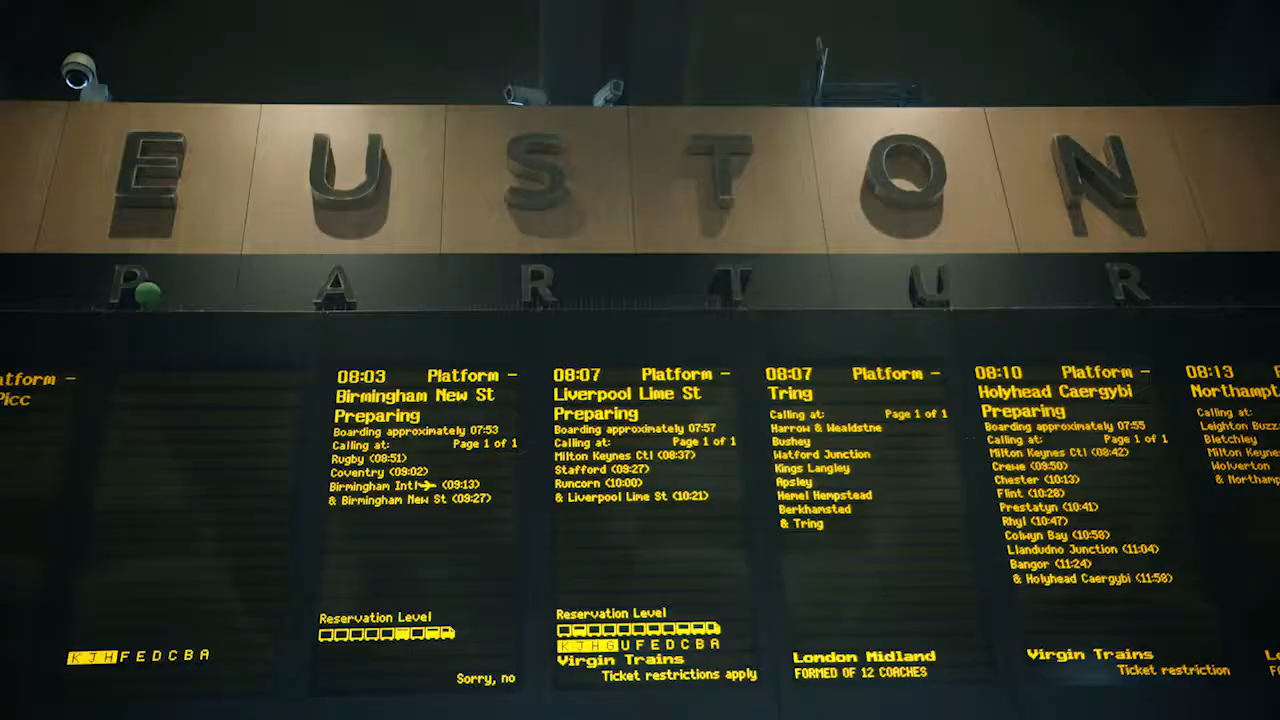 EUSTON
PARTUR
atform -
Picc
KJHFEDCBA
08:03 Platform -
Birmingham New St
Preparing
Boarding approximately 07:53
Calling at: Page 1 of 1
Rugby (08:51)
Coventry (09:02)
Birmingham Intl (09:13)
& Birmingham New St (09:27)
Reservation Level
Sorry, no
08:07 Platform -
Liverpool Lime St
Preparing
Boarding approximately 07:57
Calling at: Page 1 of 1
Milton Keynes Ctl (08:37)
Stafford (09:27)
Runcorn (10:00)
& Liverpool Lime St (10:21)
Reservation Level
KJHGUFEDCBA
Virgin Trains
Ticket restrictions apply
08:07 Platform -
Tring
Calling at: Page 1 of 1
Harrow & Wealdstne
Bushey
Watford Junction
Kings Langley
Apsley
Hemel Hempstead
Berkhamsted
& Tring
London Midland
FORMED OF 12 COACHES
08:10 Platform -
Holyhead Caergybi
Preparing
Boarding approximately 07:55
Calling at: Page 1 of 1
Milton Keynes Ctl (08:42)
Crewe (09:50)
Chester (10:13)
Flint (10:28)
Prestatyn (10:41)
Rhyl (10:47)
Colwyn Bay (10:58)
Llandudno Junction (11:04)
Bangor (11:24)
& Holyhead Caergybi (11:58)
Virgin Trains
Ticket restriction
08:13
Northampt
Calling at:
Leighton Buzz
Bletchley
Milton Keyne
Wolverton
& Northamp